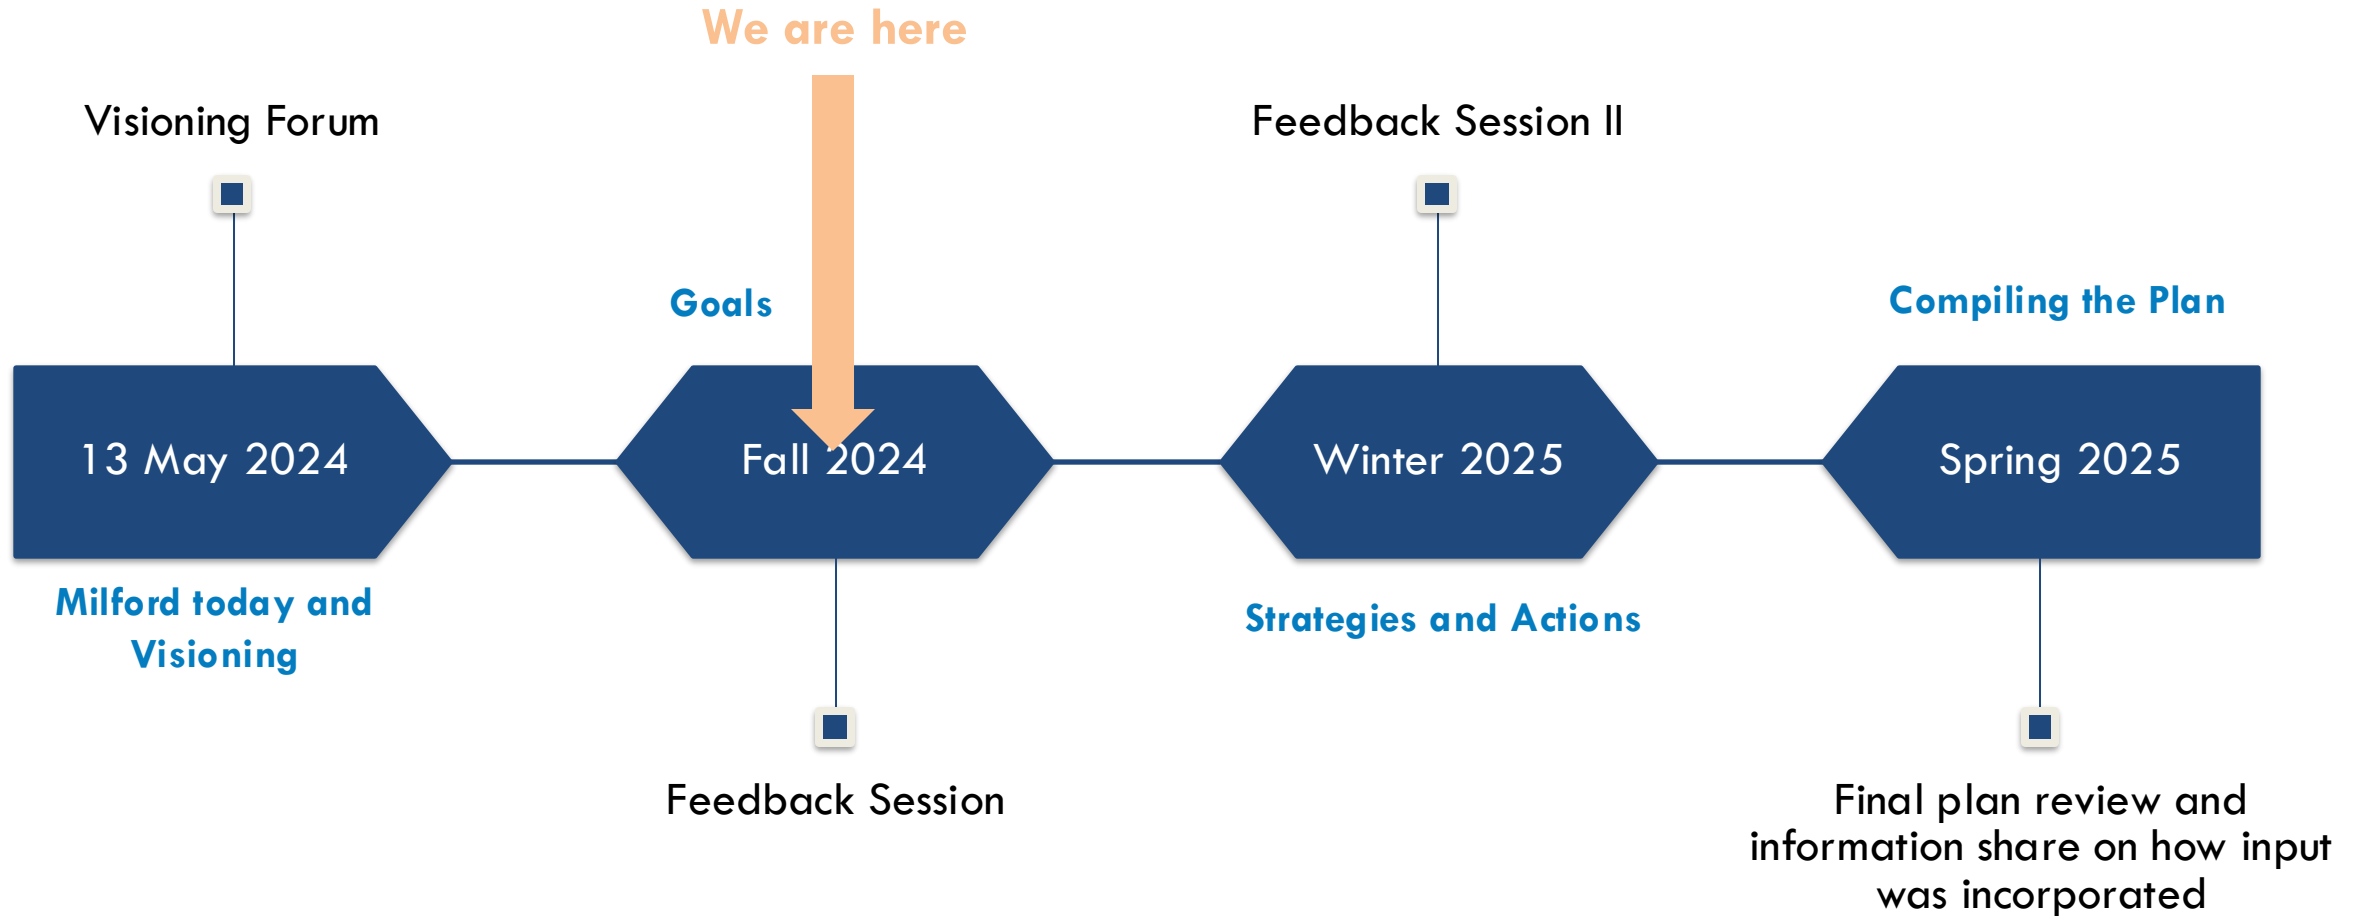 We are here
Visioning Forum
Feedback Session II
Goals
Compiling the Plan
13 May 2024
Fall 2024
Winter 2025
Spring 2025
Milford today and
Visioning
Strategies and Actions
Feedback Session
Final plan review and
information share on how input
was incorporated